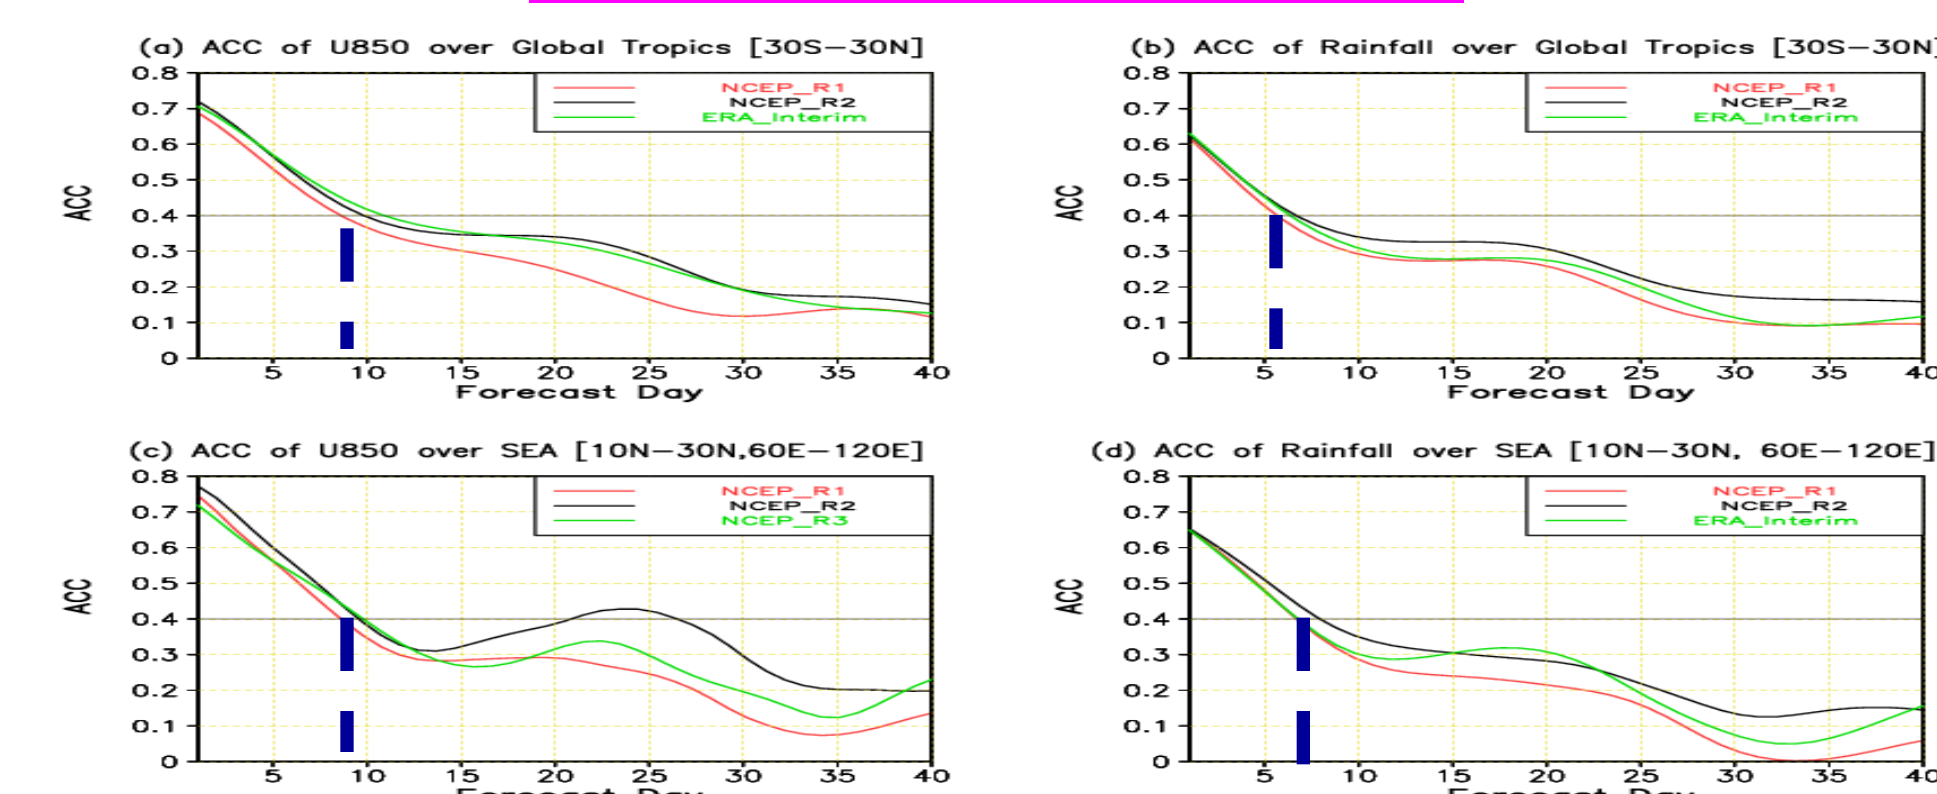 (a) ACC of U850 over Global Tropics [30S-30N]
0.8
0.7
0.6
0.5
0.4
0.3
0.2
0.1
0
ACC
NCEP_R1
NCEP_R2
ERA_Interim
5 10 15 20 25 30 35 40
Forecast Day
(b) ACC of Rainfall over Global Tropics [30S-30N]
0.8
0.7
0.6
0.5
0.4
0.3
0.2
0.1
0
ACC
NCEP_R1
NCEP_R2
ERA_Interim
5 10 15 20 25 30 35 40
Forecast Day
(c) ACC of U850 over SEA [10N-30N,60E-120E]
0.8
0.7
0.6
0.5
0.4
0.3
0.2
0.1
0
ACC
NCEP_R1
NCEP_R2
NCEP_R3
5 10 15 20 25 30 35 40
Forecast Day
(d) ACC of Rainfall over SEA [10N-30N, 60E-120E]
0.8
0.7
0.6
0.5
0.4
0.3
0.2
0.1
0
ACC
NCEP_R1
NCEP_R2
ERA_Interim
5 10 15 20 25 30 35 40
Forecast Day